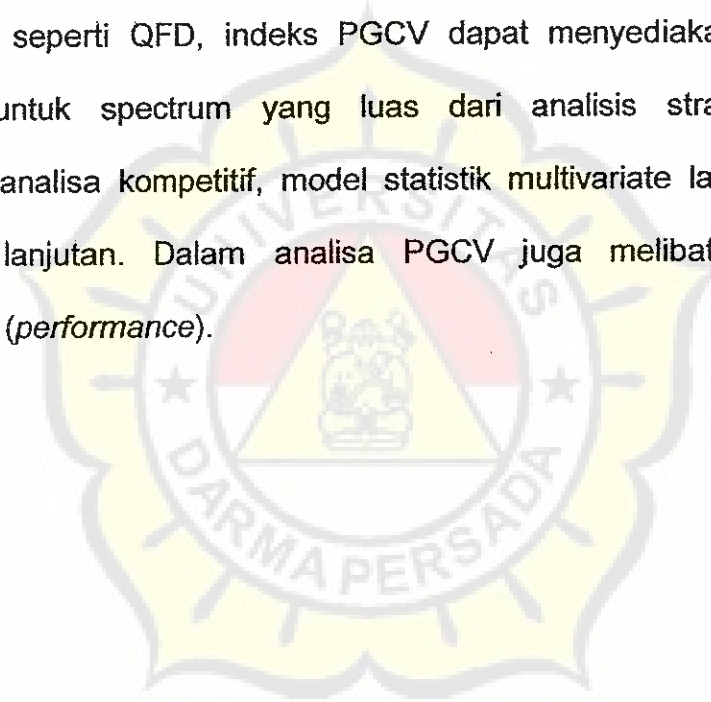 seperti QFD, indeks PGCV dapat menyediaka
untuk spectrum yang luas dari analisis stra
analisa kompetitif, model statistik multivariate la
lanjutan. Dalam analisa PGCV juga melibat
(performance).
UNIVERSITAS
DARMA PERSADA